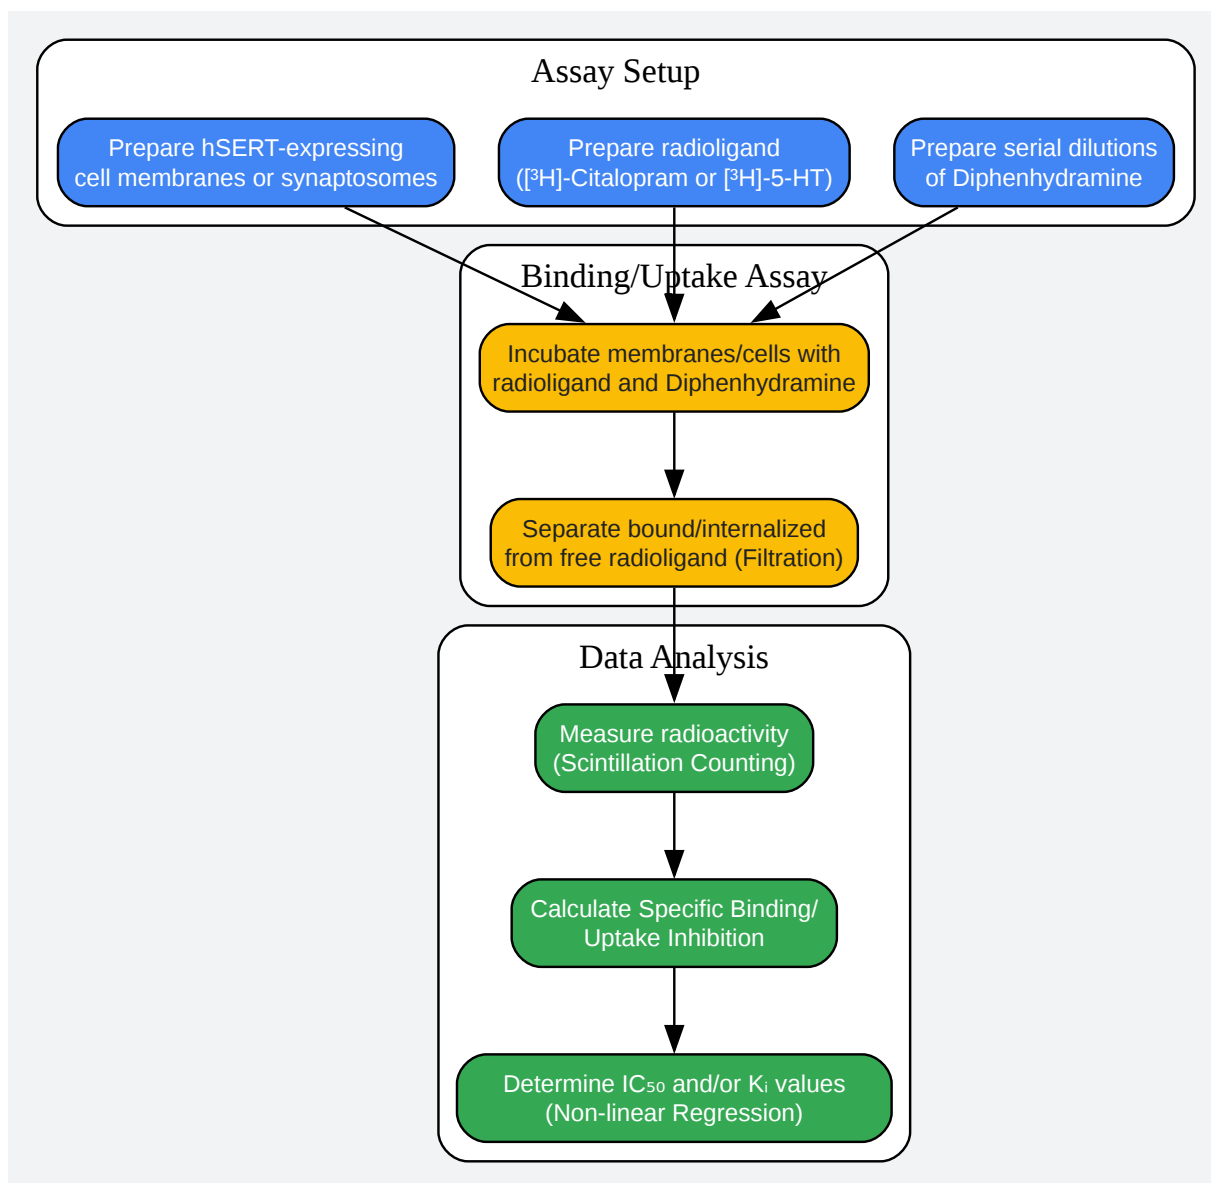 Assay Setup
Prepare hSERT-expressing
cell membranes or synaptosomes
Prepare radioligand
([³H]-Citalopram or [³H]-5-HT)
Prepare serial dilutions
of Diphenhydramine
Binding/Uptake Assay
Incubate membranes/cells with
radioligand and Diphenhydramine
Separate bound/internalized
from free radioligand (Filtration)
Data Analysis
Measure radioactivity
(Scintillation Counting)
Calculate Specific Binding/
Uptake Inhibition
Determine IC₅₀ and/or Kᵢ values
(Non-linear Regression)